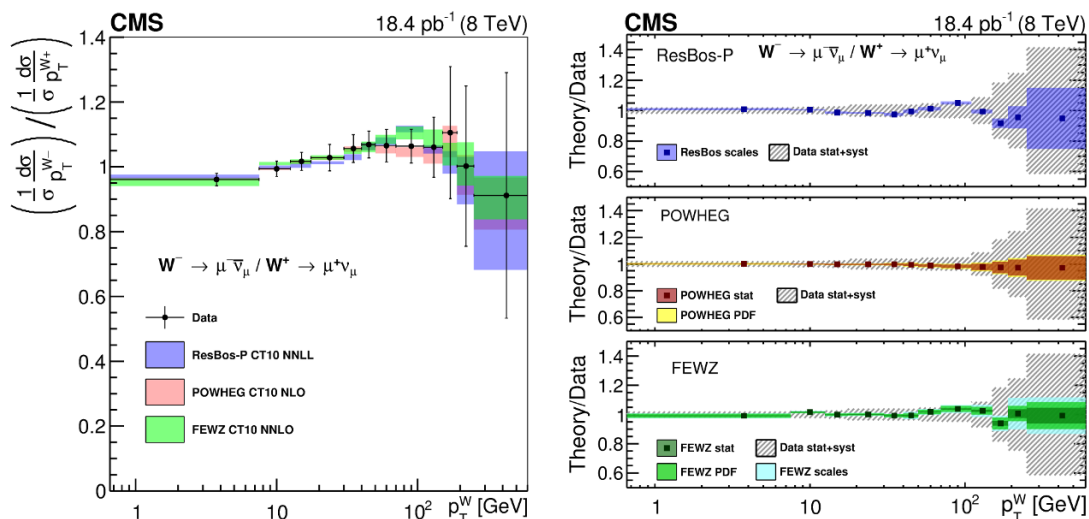 CMS 18.4 pb⁻¹ (8 TeV)
(1/σ dσ/p_T^{W-}) / (1/σ dσ/p_T^{W+})
1.4
1.2
1
0.8
0.6
0.4
0.2
0
W⁻ → μ⁻ν̄_μ / W⁺ → μ⁺ν_μ
Data
ResBos-P CT10 NNLL
POWHEG CT10 NLO
FEWZ CT10 NNLO
1 10 10² p_T^W [GeV]
CMS 18.4 pb⁻¹ (8 TeV)
Theory/Data
1.4
1.2
1
0.8
0.6
ResBos-P W⁻ → μ⁻ν̄_μ / W⁺ → μ⁺ν_μ
ResBos scales Data stat+syst
Theory/Data
1.4
1.2
1
0.8
0.6
POWHEG
POWHEG stat Data stat+syst
POWHEG PDF
Theory/Data
1.4
1.2
1
0.8
0.6
FEWZ
FEWZ stat Data stat+syst
FEWZ PDF FEWZ scales
1 10 10² p_T^W [GeV]